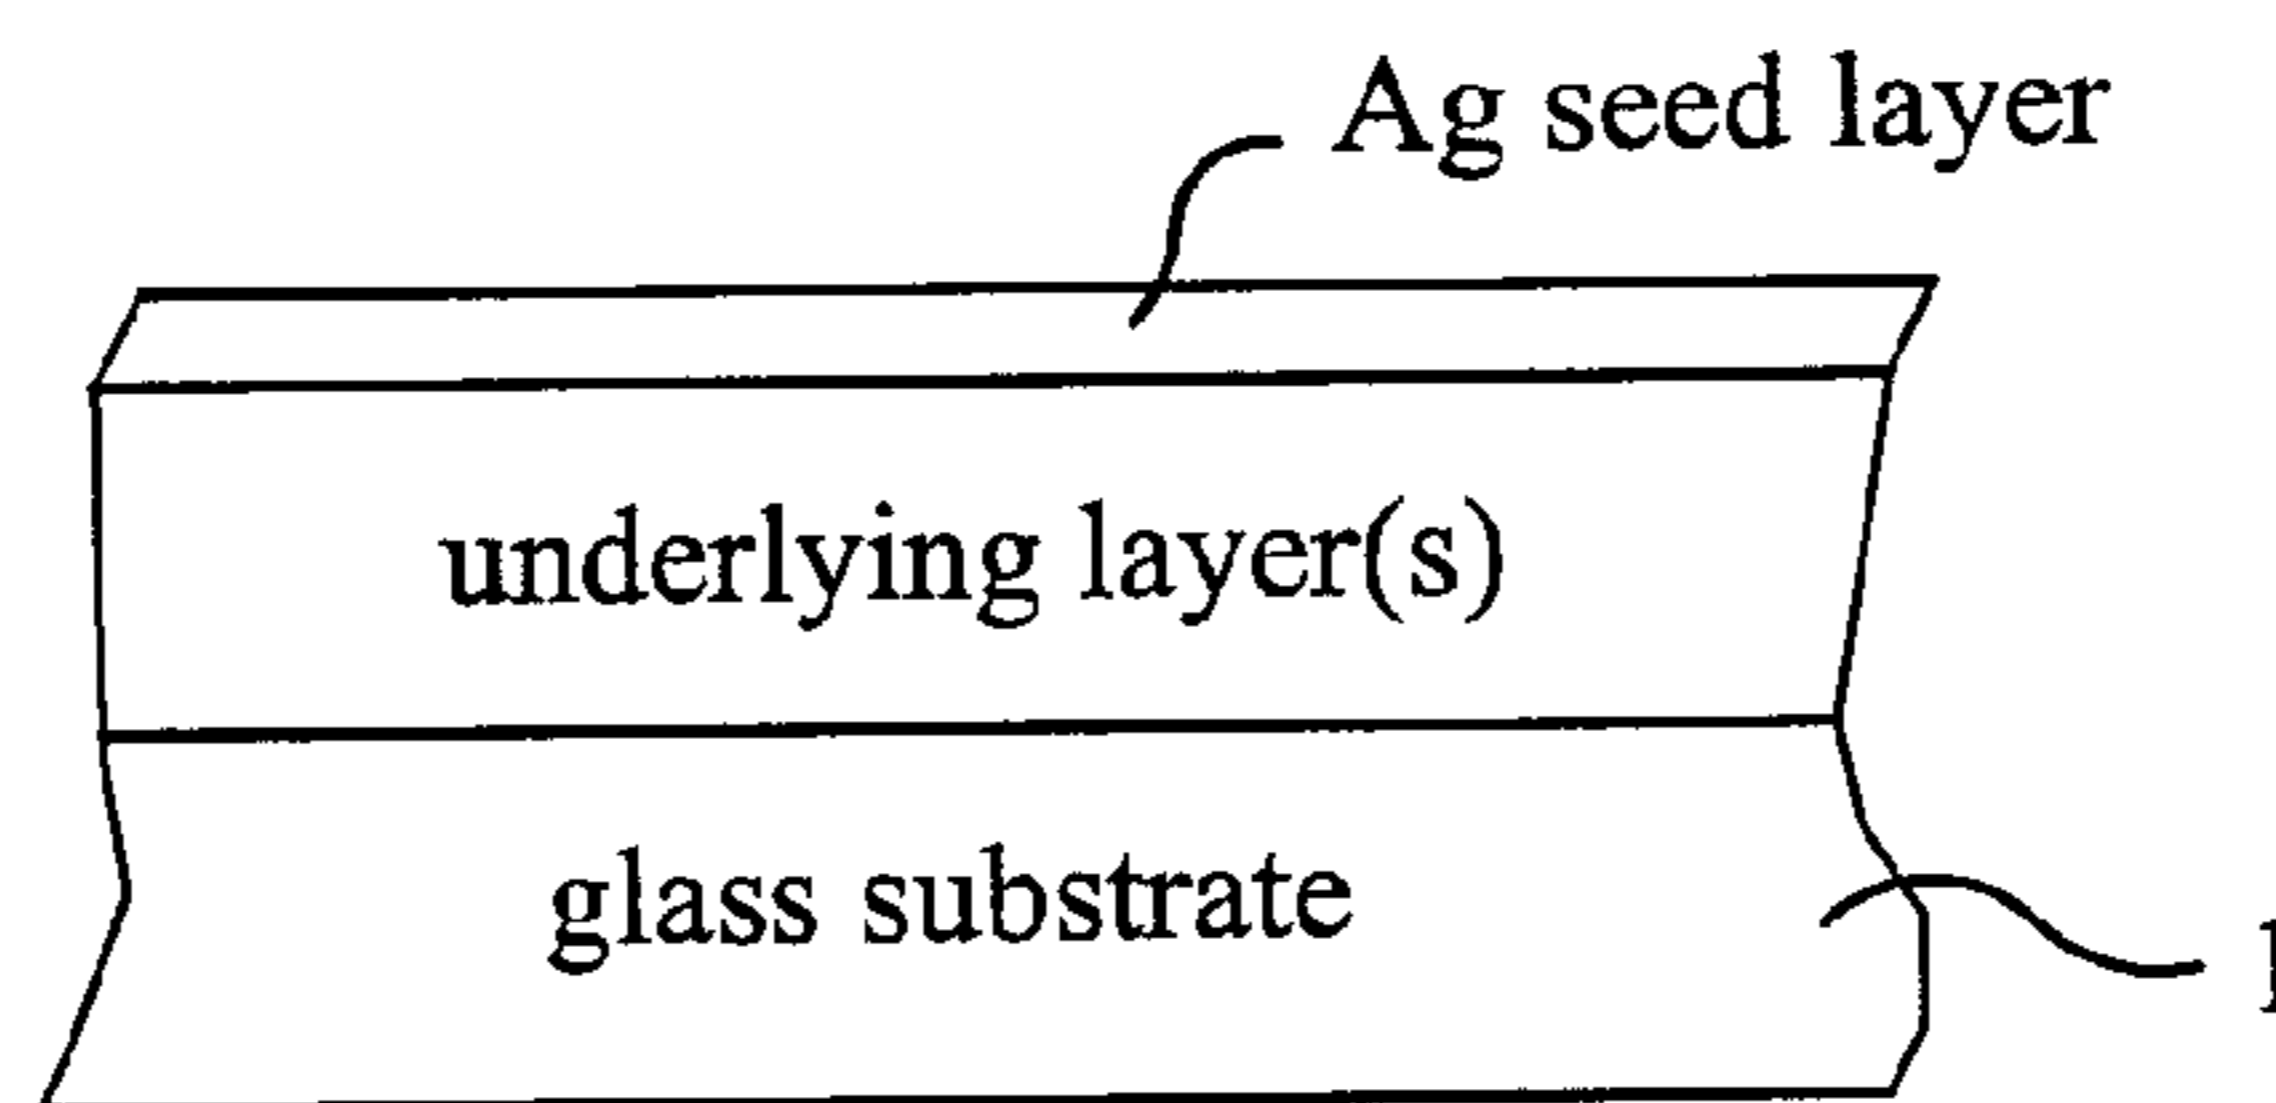 Ag seed layer
underlying layer(s)
glass substrate